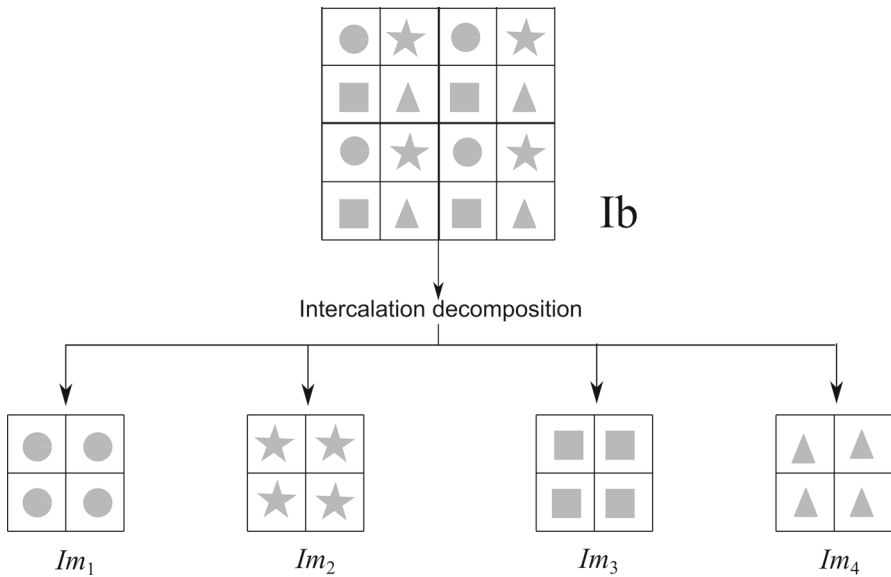 Ib
Intercalation decomposition
Im₁
Im₂
Im₃
Im₄